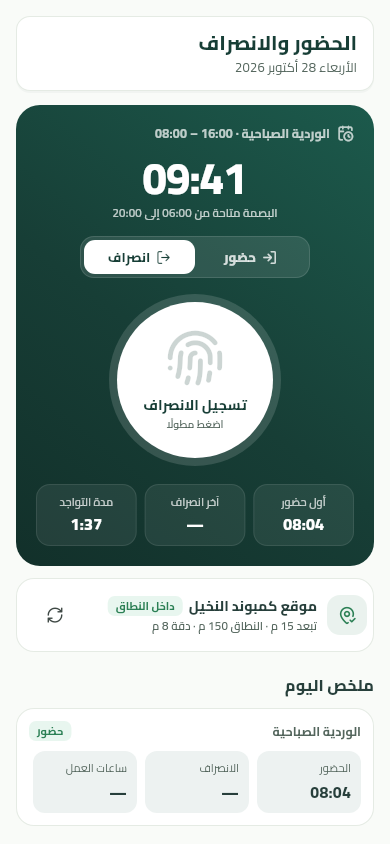 الحضور والانصراف
الأربعاء 28 أكتوبر 2026
الوردية الصباحية · 16:00 – 08:00
09:41
البصمة متاحة من 06:00 إلى 20:00
حضور
انصراف
تسجيل الانصراف
اضغط مطولًا
أول حضور
08:04
آخر انصراف
—
مدة التواجد
1:37
موقع كمبوند النخيل داخل النطاق
تبعد 15 م · النطاق 150 م · دقة 8 م
ملخص اليوم
الوردية الصباحية
حضور
الحضور
08:04
الانصراف
—
ساعات العمل
—